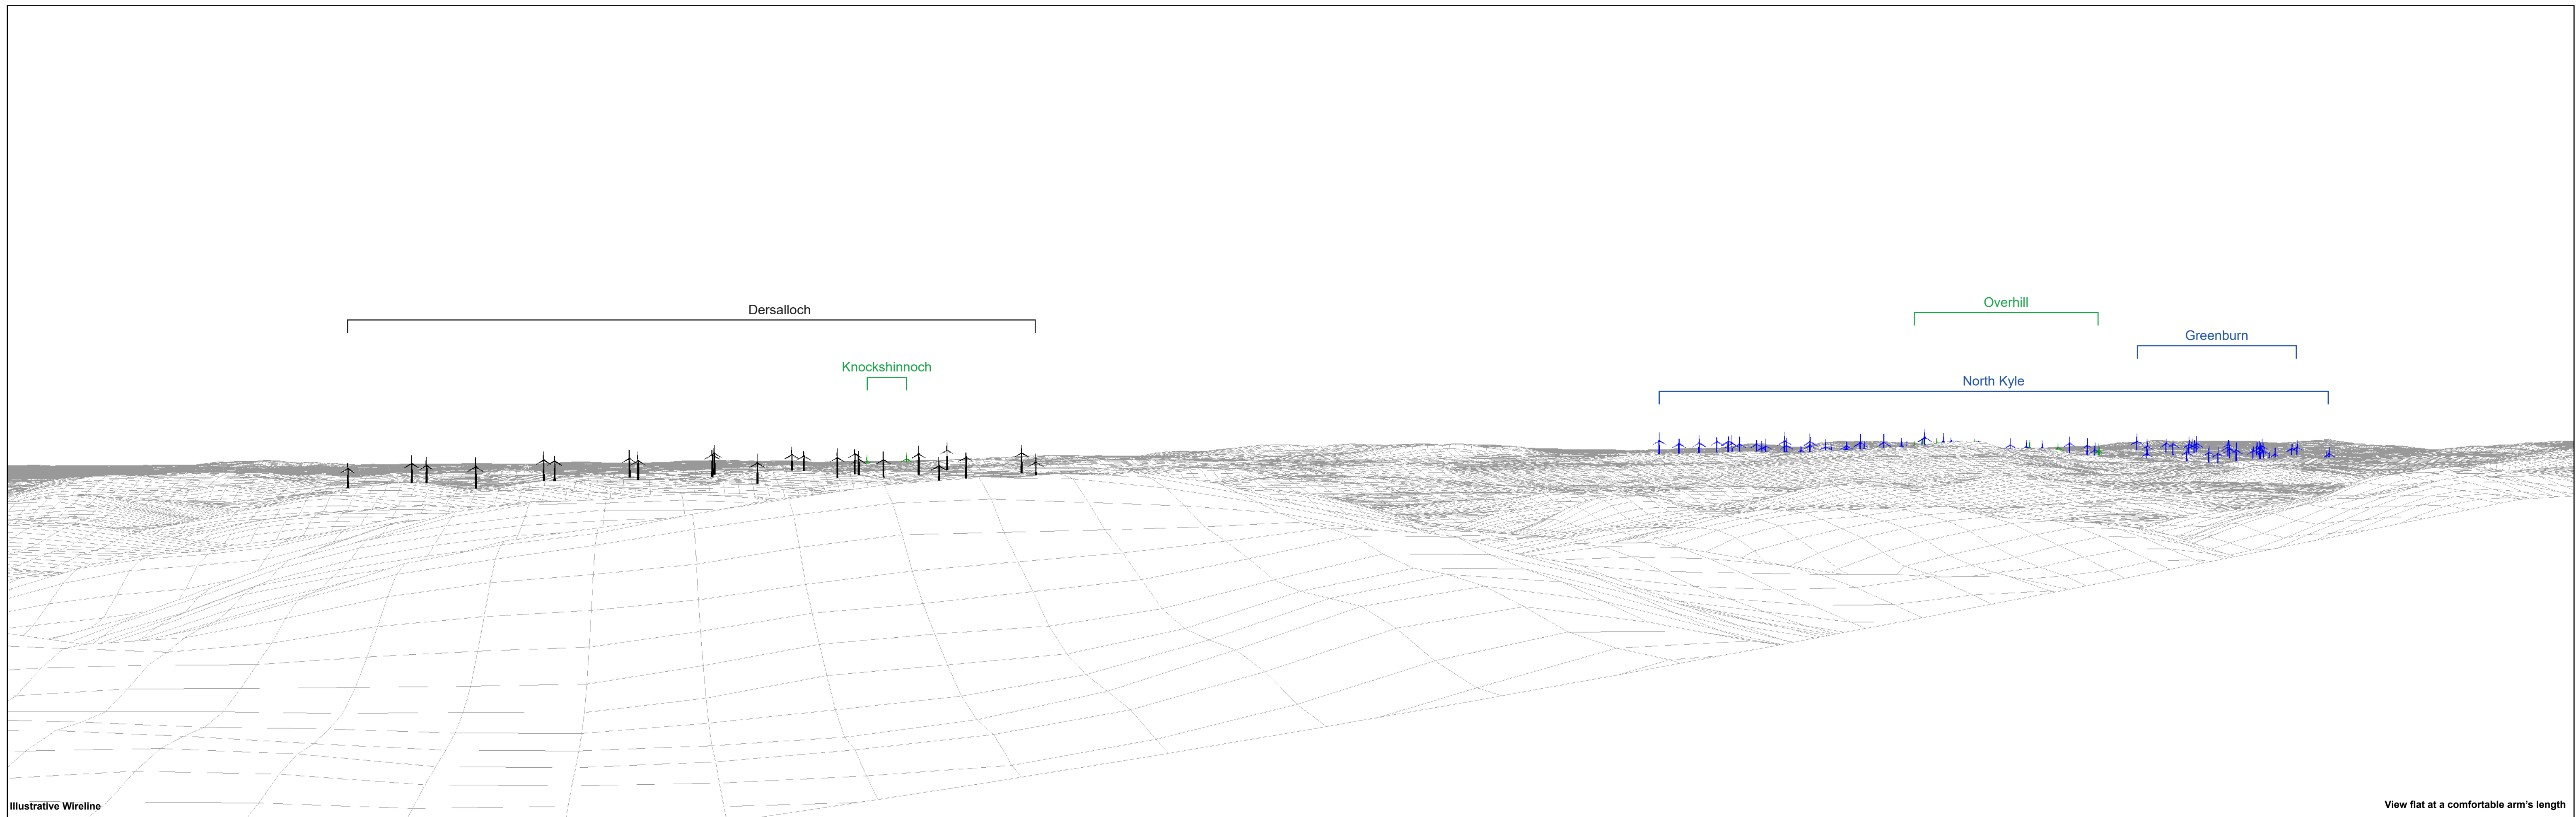 Dersalloch
Knockshinnoch
Overhill
Greenburn
North Kyle
Illustrative Wireline
View flat at a comfortable arm's length